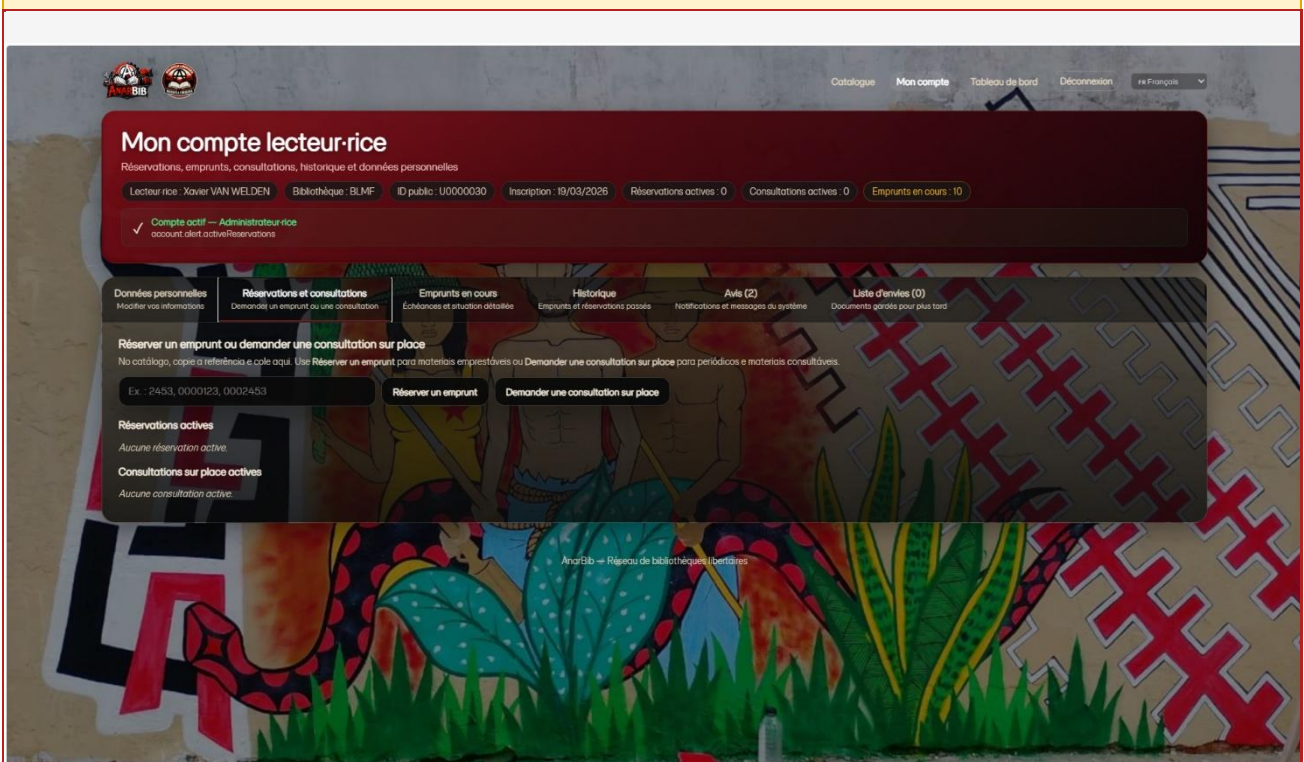 ANARBIB
Catalogue
Mon compte
Tableau de bord
Déconnexion
FR Français
Mon compte lecteur·rice
Réservations, emprunts, consultations, historique et données personnelles
Lecteur·rice : Xavier VAN WELDEN
Bibliothèque : BLMF
ID public : U0000030
Inscription : 19/03/2026
Réservations actives : 0
Consultations actives : 0
Emprunts en cours : 10
✓ Compte actif — Administrateur·rice
account.alert.activeReservations
Données personnelles
Modifier vos informations
Réservations et consultations
Demander un emprunt ou une consultation
Emprunts en cours
Échéances et situation détaillée
Historique
Emprunts et réservations passés
Avis (2)
Notifications et messages du système
Liste d'envies (0)
Documents gardés pour plus tard
Réserver un emprunt ou demander une consultation sur place
No catálogo, copie a referência e cole aqui. Use Réserver un emprunt para materiais emprestáveis ou Demander une consultation sur place para periódicos e materiais consultáveis.
Ex. : 2453, 0000123, 0002453
Réserver un emprunt
Demander une consultation sur place
Réservations actives
Aucune réservation active.
Consultations sur place actives
Aucune consultation active.
AnarBib — Réseau de bibliothèques libertaires